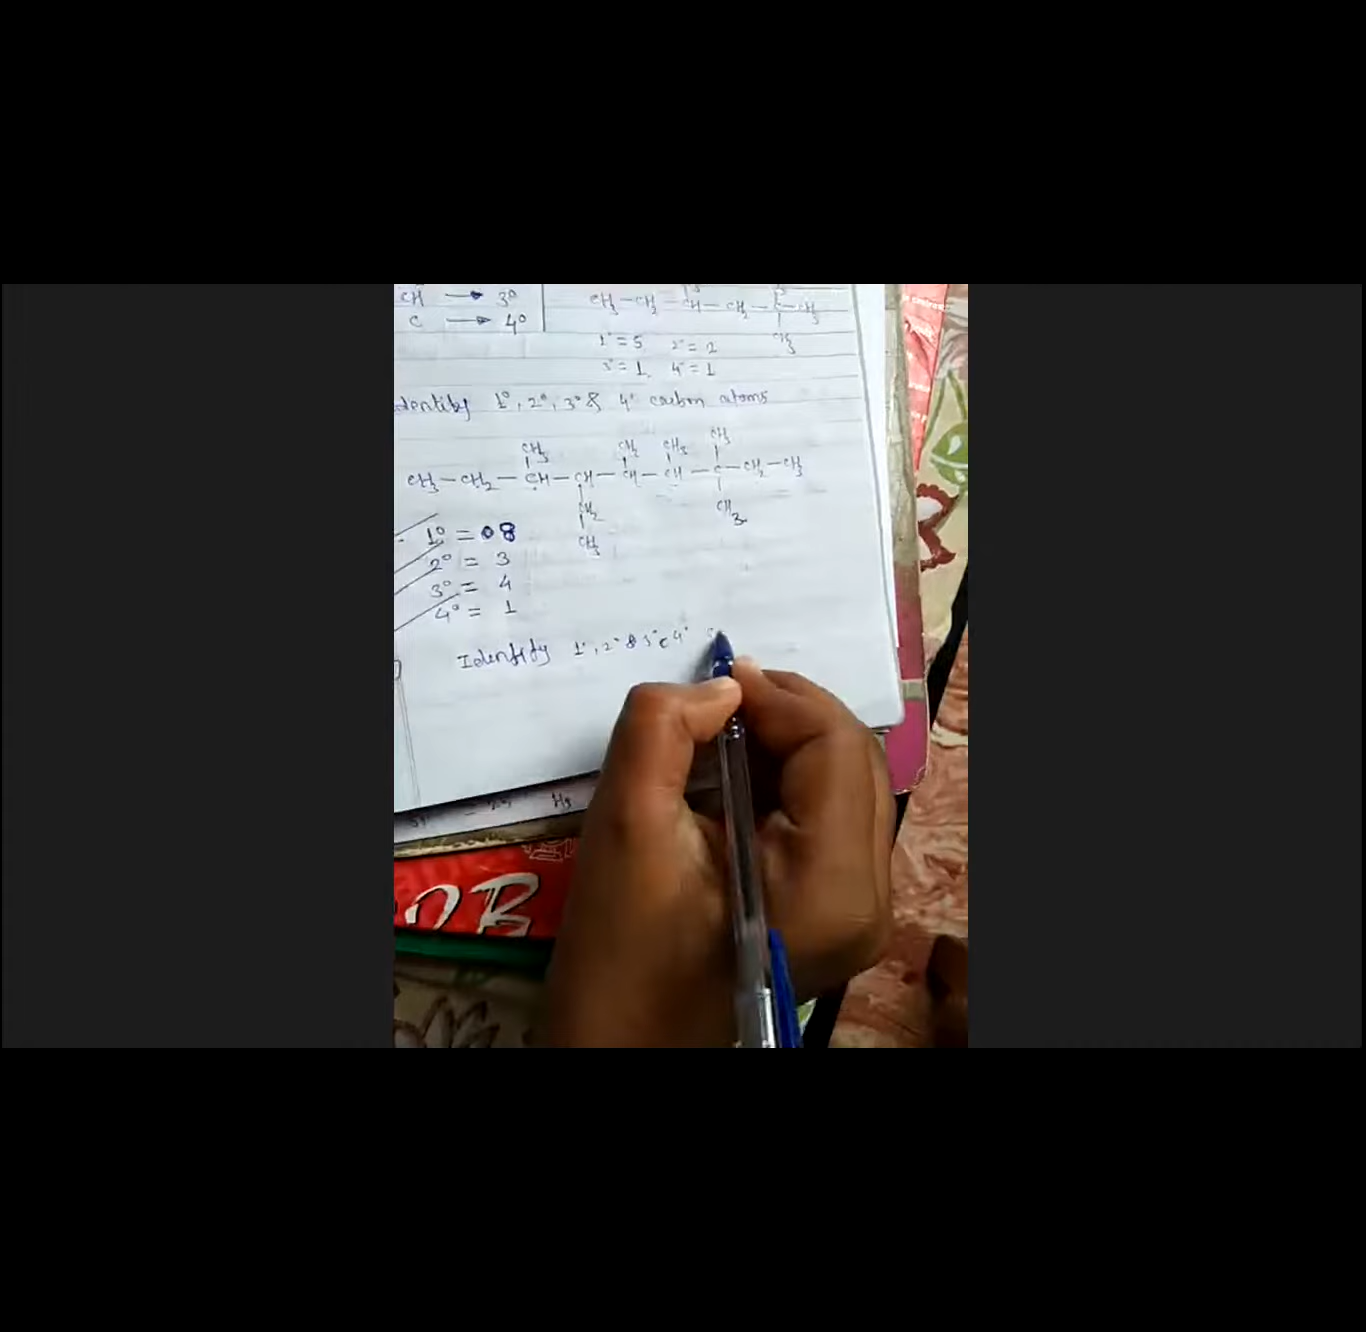 CH → 3°
C → 4°
CH3 — CH2 — CH — CH2 — C — CH3
CH3
1° = 5 2° = 2
3° = 1 4° = 1
1°, 2°, 3° & 4° carbon atoms
CH3
CH3 CH3 CH3
CH3 — CH2 — CH — CH — CH — CH — C — CH2 — CH3
CH2 CH3
CH3
1° = 08
2° = 3
3° = 4
4° = 1
Identify 1°, 2° & 3° 4°
OB